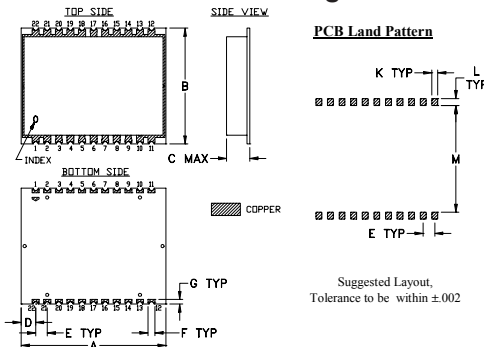 TOP SIDE
22 21 20 19 18 17 16 15 14 13 12
B
INDEX
1 2 3 4 5 6 7 8 9 10 11
SIDE VIEW
C MAX
PCB Land Pattern
K TYP
L
TYP
M
E TYP
Suggested Layout,
Tolerance to be within ±.002
BOTTOM SIDE
1 2 3 4 5 6 7 8 9 10 11
COPPER
G TYP
22 21 20 19 18 17 16 15 14 13 12
D
E TYP
F TYP
A